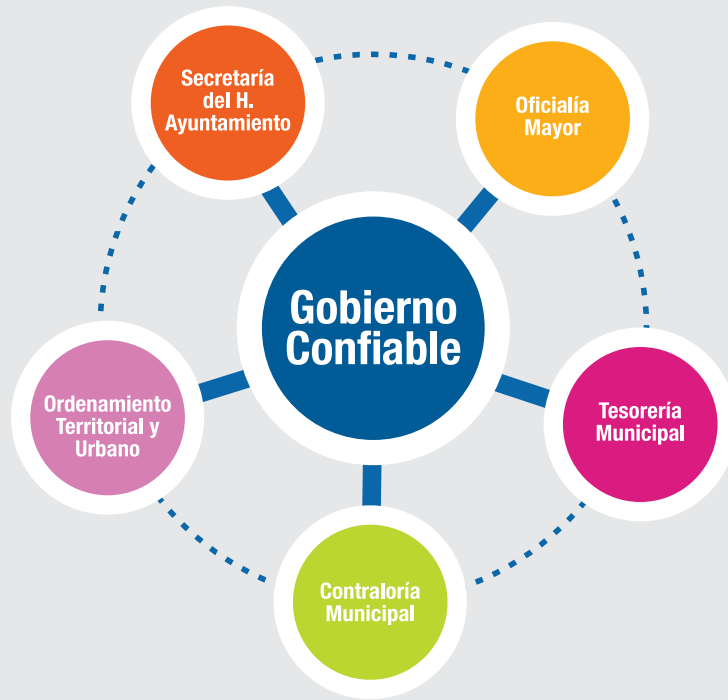 Secretaría
del H.
Ayuntamiento
Oficialía
Mayor
Gobierno
Confiable
Ordenamiento
Territorial y
Urbano
Tesorería
Municipal
Contraloría
Municipal